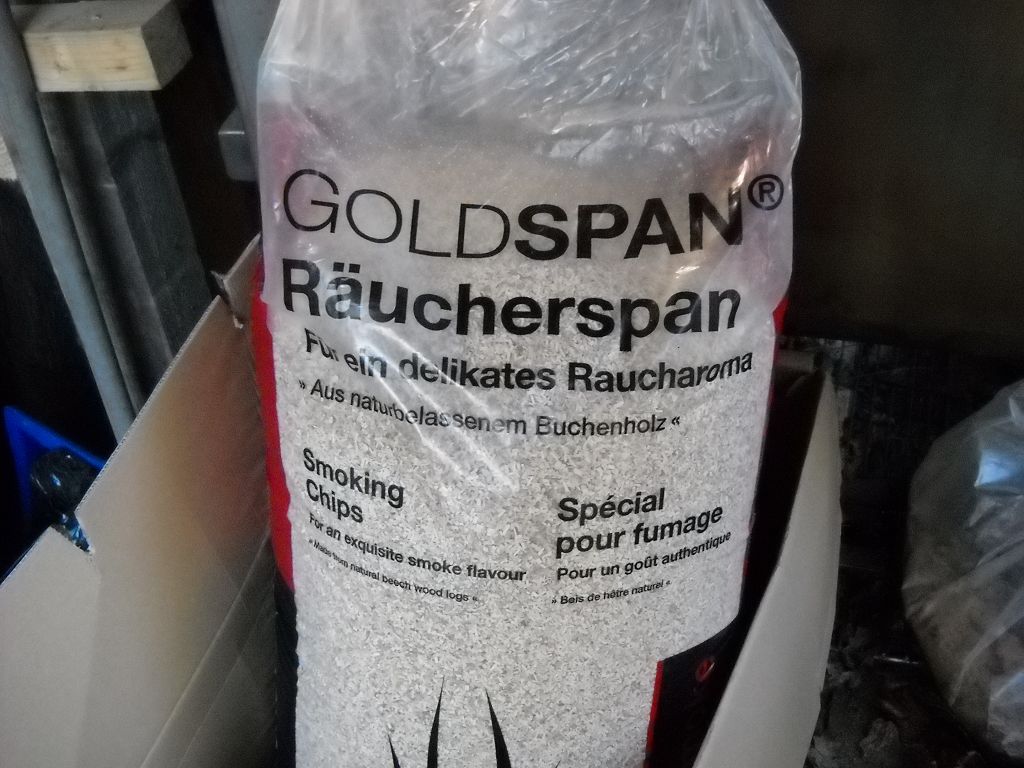 GOLDSPAN®
Räucherspan
Für ein delikates Raucharoma
» Aus naturbelassenem Buchenholz «
Smoking
Chips
For an exquisite smoke flavour
» Made from natural beech wood logs «
Spécial
pour fumage
Pour un goût authentique
» Bois de hêtre naturel «